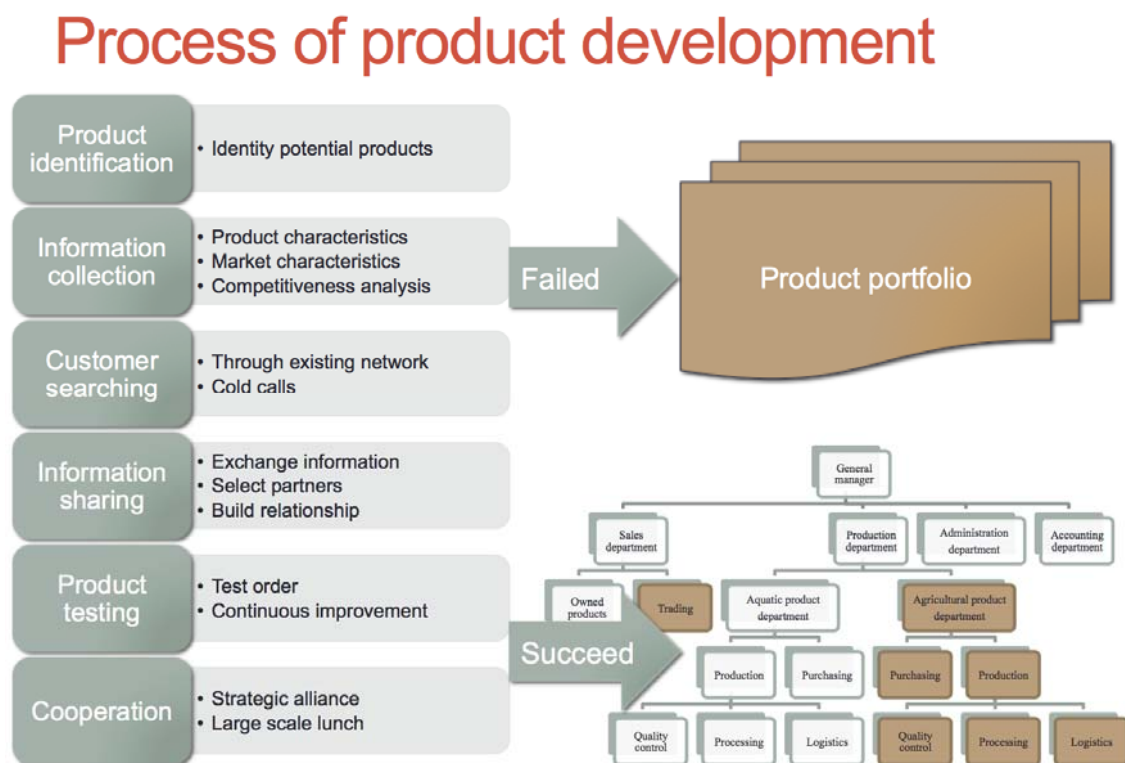 Process of product development
Product
identification
• Identity potential products
Information
collection
• Product characteristics
• Market characteristics
• Competitiveness analysis
Customer
searching
• Through existing network
• Cold calls
Information
sharing
• Exchange information
• Select partners
• Build relationship
Product
testing
• Test order
• Continuous improvement
Cooperation
• Strategic alliance
• Large scale lunch
Failed
Product portfolio
Succeed
General
manager
Sales
department
Production
department
Administration
department
Accounting
department
Owned
products
Trading
Aquatic product
department
Agricultural product
department
Production
Purchasing
Purchasing
Production
Quality
control
Processing
Logistics
Quality
control
Processing
Logistics